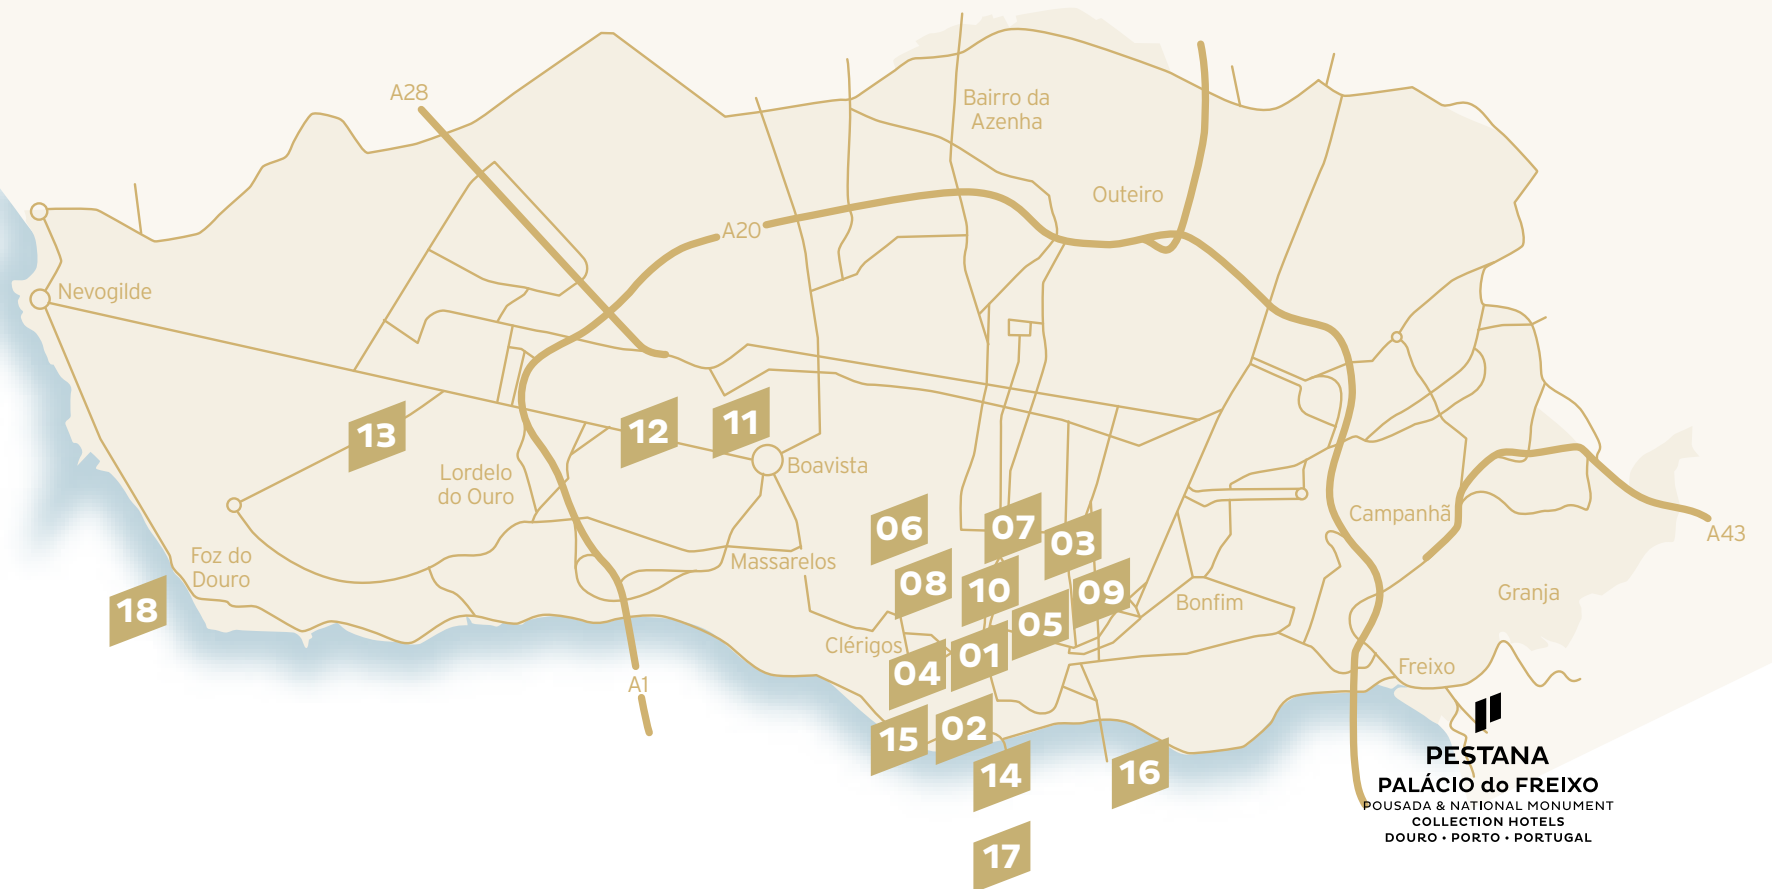 A28
Bairro da
Azenha
Outeiro
A20
Nevogilde
13
12
11
Boavista
Lordelo
do Ouro
06
07
03
Campanhã
A43
Foz do
Douro
Massarelos
08
10
09
Bonfim
Granja
18
05
Clérigos
01
04
Freixo
A1
15
02
14
16
17
PESTANA
PALÁCIO do FREIXO
POUSADA & NATIONAL MONUMENT
COLLECTION HOTELS
DOURO • PORTO • PORTUGAL